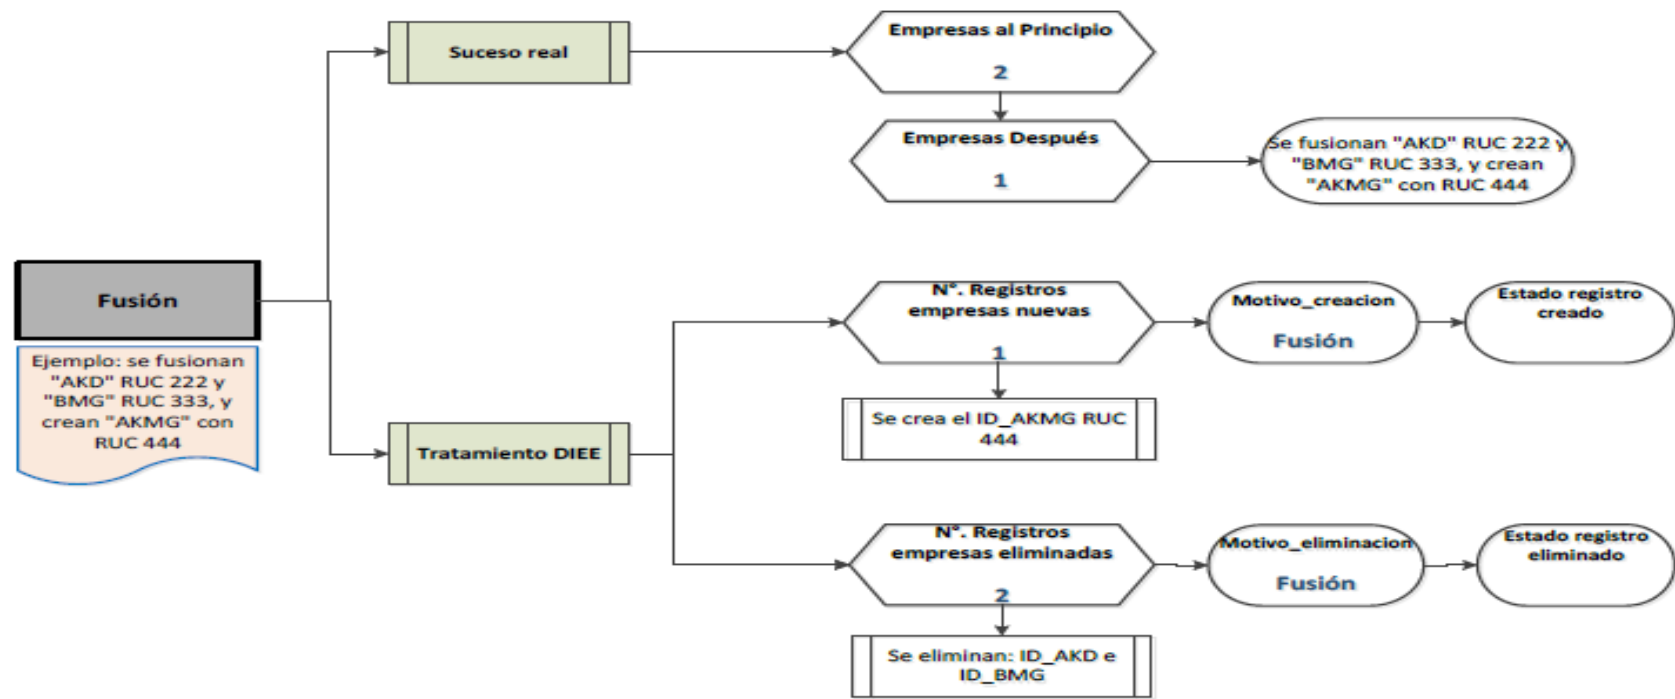 Suceso real
Empresas al Principio
2
Empresas Después
1
Se fusionan "AKD" RUC 222 y
"BMG" RUC 333, y crean
"AKMG" con RUC 444
Fusión
Ejemplo: se fusionan
"AKD" RUC 222 y
"BMG" RUC 333, y
crean "AKMG" con
RUC 444
Tratamiento DIEE
N°. Registros
empresas nuevas
1
Motivo_creacion
Fusión
Estado registro
creado
Se crea el ID_AKMG RUC
444
N°. Registros
empresas eliminadas
2
Motivo_eliminacion
Fusión
Estado registro
eliminado
Se eliminan: ID_AKD e
ID_BMG